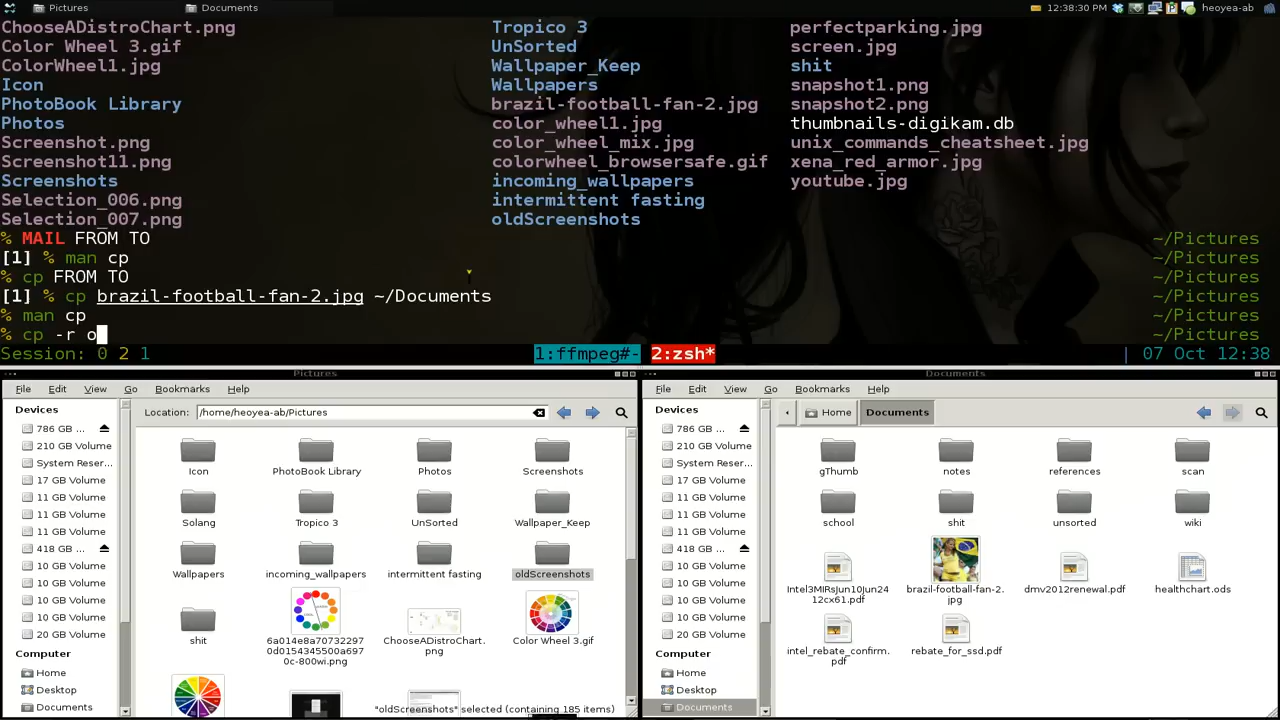 Pictures Documents 12:38:30 PM heoyea-ab
ChooseADistroChart.png Tropico 3 perfectparking.jpg
Color Wheel 3.gif UnSorted screen.jpg
ColorWheel1.jpg Wallpaper_Keep shit
Icon Wallpapers snapshot1.png
PhotoBook Library brazil-football-fan-2.jpg snapshot2.png
Photos color_wheel1.jpg thumbnails-digikam.db
Screenshot.png color_wheel_mix.jpg unix_commands_cheatsheet.jpg
Screenshot11.png colorwheel_browsersafe.gif xena_red_armor.jpg
Screenshots incoming_wallpapers youtube.jpg
Selection_006.png intermittent fasting
Selection_007.png oldScreenshots
% MAIL FROM TO ~/Pictures
[1] % man cp ~/Pictures
% cp FROM TO ~/Pictures
[1] % cp brazil-football-fan-2.jpg ~/Documents ~/Pictures
% man cp ~/Pictures
% cp -r o ~/Pictures
Session: 0 2 1 1:ffmpeg#- 2:zsh* | 07 Oct 12:38
Pictures
File Edit View Go Bookmarks Help
Devices
786 GB ...
210 GB Volume
System Reser...
17 GB Volume
11 GB Volume
11 GB Volume
11 GB Volume
418 GB ...
10 GB Volume
10 GB Volume
10 GB Volume
10 GB Volume
20 GB Volume
Computer
Home
Desktop
Documents
Location: /home/heoyea-ab/Pictures
Icon PhotoBook Library Photos Screenshots
Solang Tropico 3 UnSorted Wallpaper_Keep
Wallpapers incoming_wallpapers intermittent fasting oldScreenshots
shit
6a014e8a70732297
0d0154345500a697
0c-800wi.png
ChooseADistroChart.
png
Color Wheel 3.gif
"oldScreenshots" selected (containing 185 items)
Documents
File Edit View Go Bookmarks Help
Devices
786 GB ...
210 GB Volume
System Reser...
17 GB Volume
11 GB Volume
11 GB Volume
11 GB Volume
418 GB ...
10 GB Volume
10 GB Volume
10 GB Volume
10 GB Volume
20 GB Volume
Computer
Home
Desktop
Documents
Home Documents
gThumb notes references scan
school shit unsorted wiki
Intel3MIRsJun10Jun24
12c×61.pdf
brazil-football-fan-2.
jpg
dmv2012renewal.pdf
healthchart.ods
intel_rebate_confirm.
pdf
rebate_for_ssd.pdf